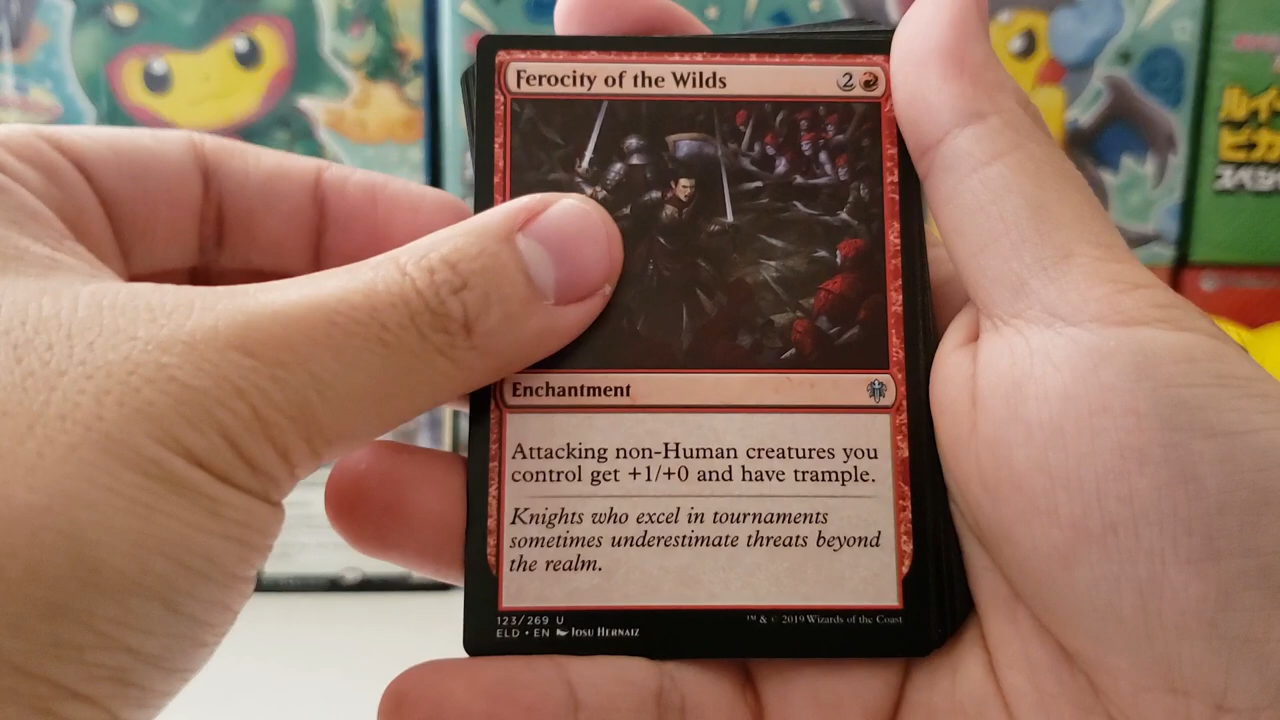 Ferocity of the Wilds 2
Enchantment
Attacking non-Human creatures you
control get +1/+0 and have trample.
Knights who excel in tournaments
sometimes underestimate threats beyond
the realm.
123/269 U
ELD • EN Josu Hernaiz
™ & © 2019 Wizards of the Coast